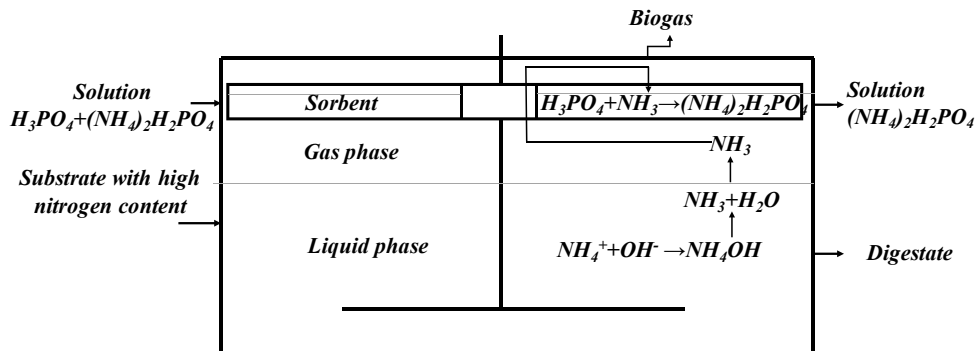 Biogas
Solution
H₃PO₄+(NH₄)₂H₂PO₄
Sorbent
H₃PO₄+NH₃→(NH₄)₂H₂PO₄
Solution
(NH₄)₂H₂PO₄
Gas phase
NH₃
Substrate with high
nitrogen content
NH₃+H₂O
Liquid phase
NH₄⁺+OH⁻→NH₄OH
Digestate